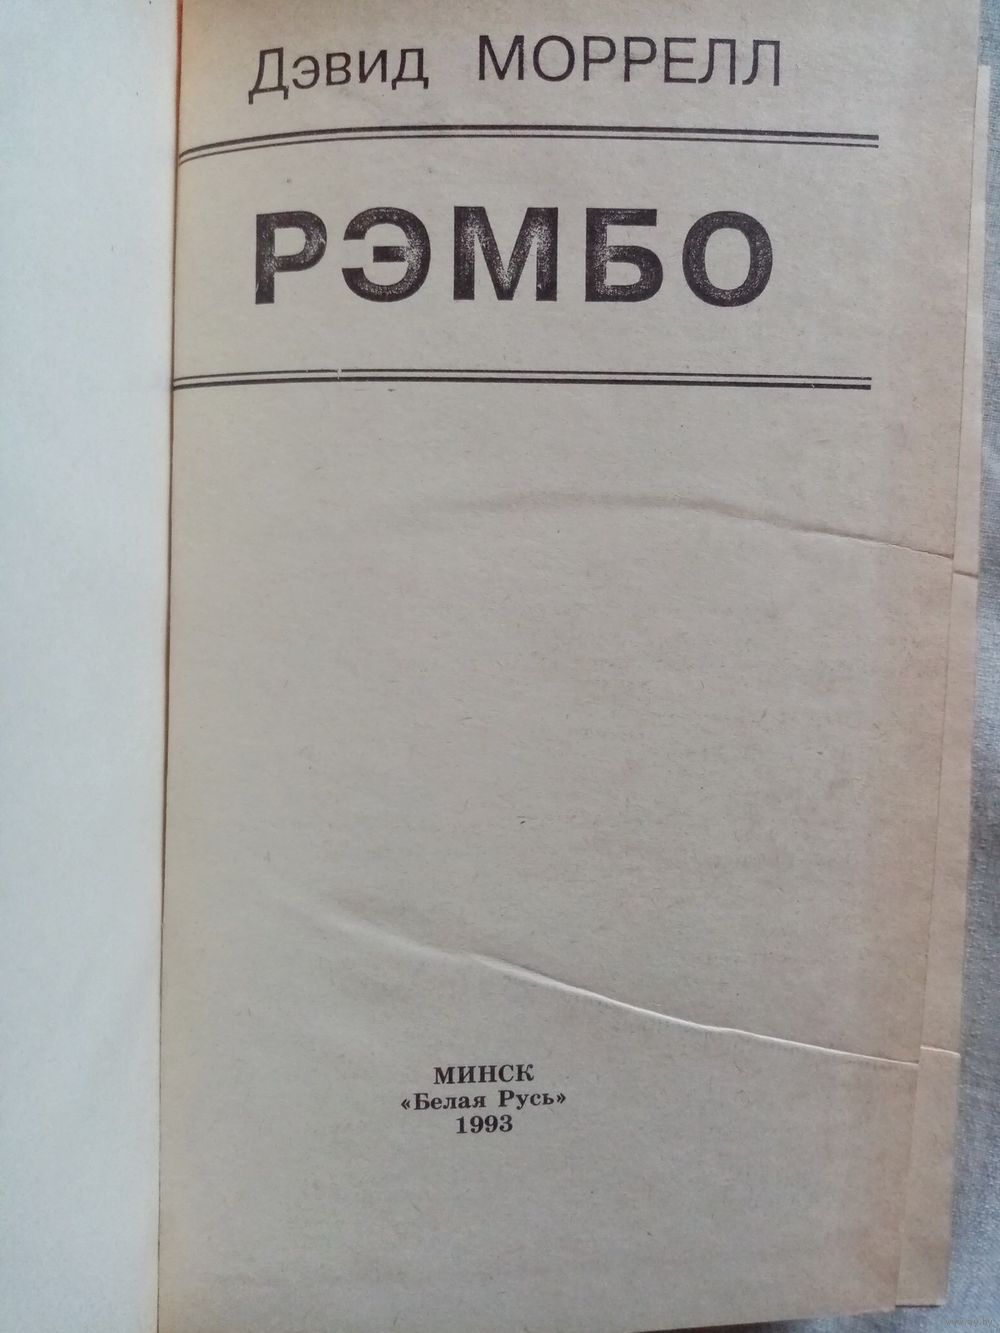 Дэвид МОРРЕЛЛ
РЭМБО
МИНСК
«Белая Русь»
1993